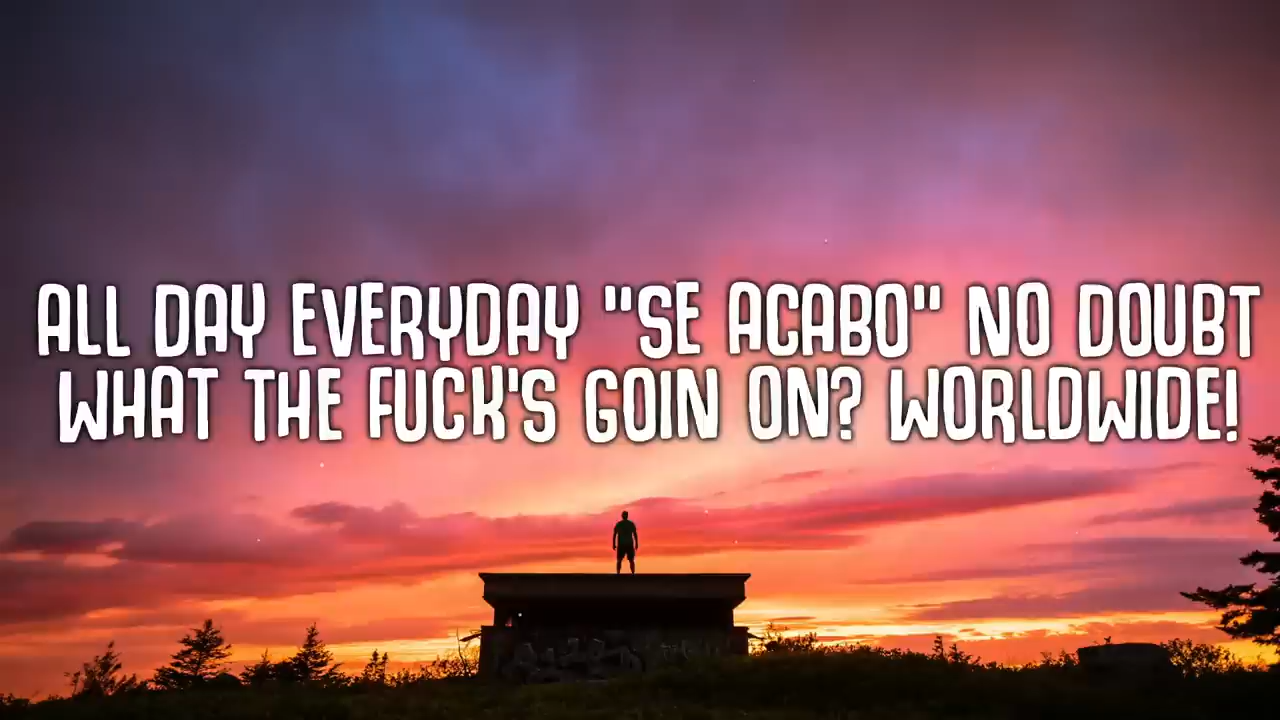 ALL DAY EVERYDAY "SE ACABO" NO DOUBT
WHAT THE FUCK'S GOIN ON? WORLDWIDE!